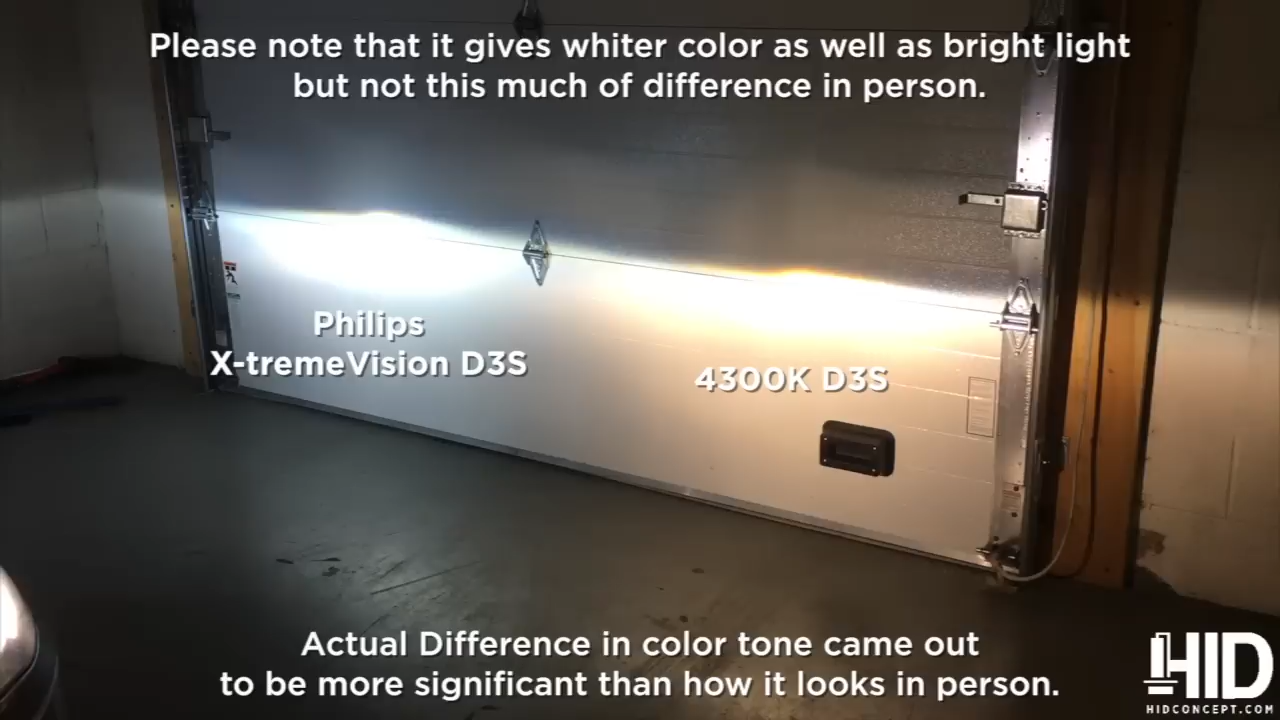 Please note that it gives whiter color as well as bright light
but not this much of difference in person.
Philips
X-tremeVision D3S
4300K D3S
Actual Difference in color tone came out
to be more significant than how it looks in person.
HID
HIDCONCEPT.COM